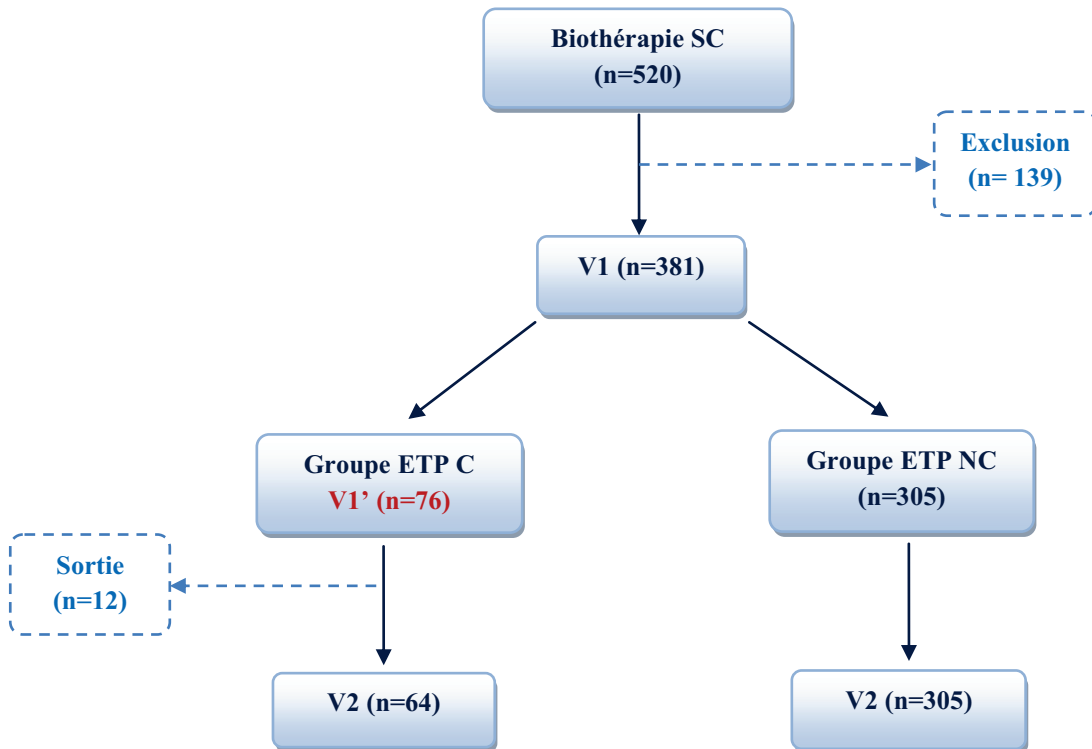 Biothérapie SC
(n=520)
Exclusion
(n= 139)
V1 (n=381)
Groupe ETP C
V1’ (n=76)
Groupe ETP NC
(n=305)
Sortie
(n=12)
V2 (n=64)
V2 (n=305)